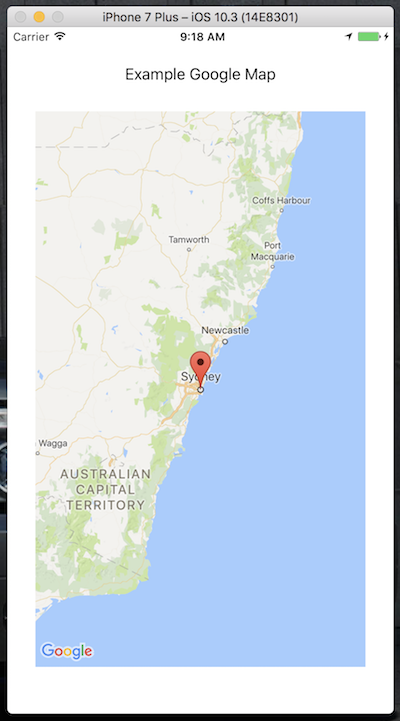 iPhone 7 Plus – iOS 10.3 (14E8301)
Carrier 9:18 AM
Example Google Map
Coffs Harbour
Tamworth
Port
Macquarie
Newcastle
Sydney
Wagga
AUSTRALIAN
CAPITAL
TERRITORY
Google